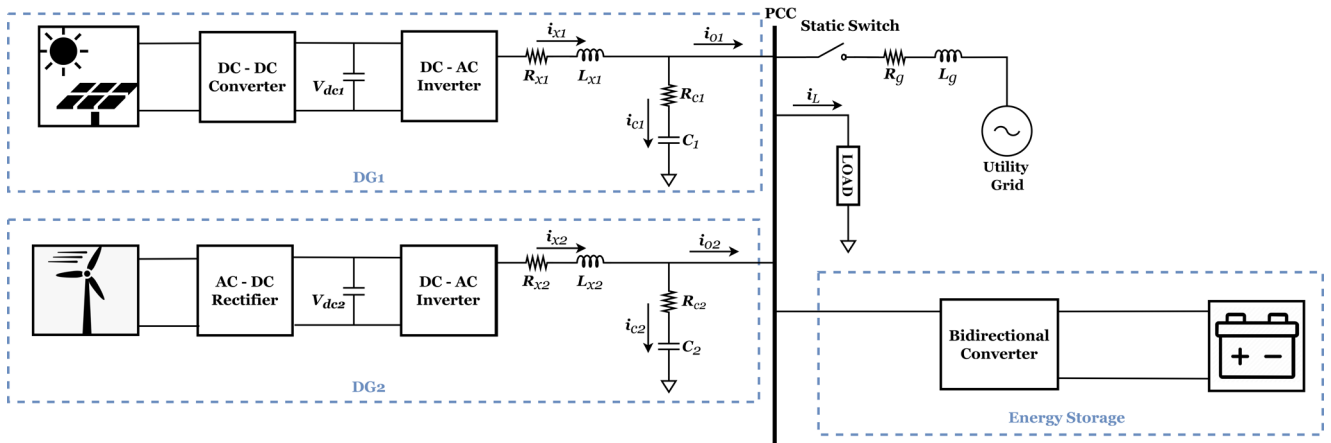 PCC
Static Switch
i_x1
i_o1
DC - DC
Converter
V_dc1
DC - AC
Inverter
R_x1
L_x1
R_g
L_g
R_c1
i_c1
C_1
i_L
LOAD
Utility
Grid
DG1
i_x2
i_o2
AC - DC
Rectifier
V_dc2
DC - AC
Inverter
R_x2
L_x2
R_c2
i_c2
C_2
DG2
Bidirectional
Converter
+ −
Energy Storage